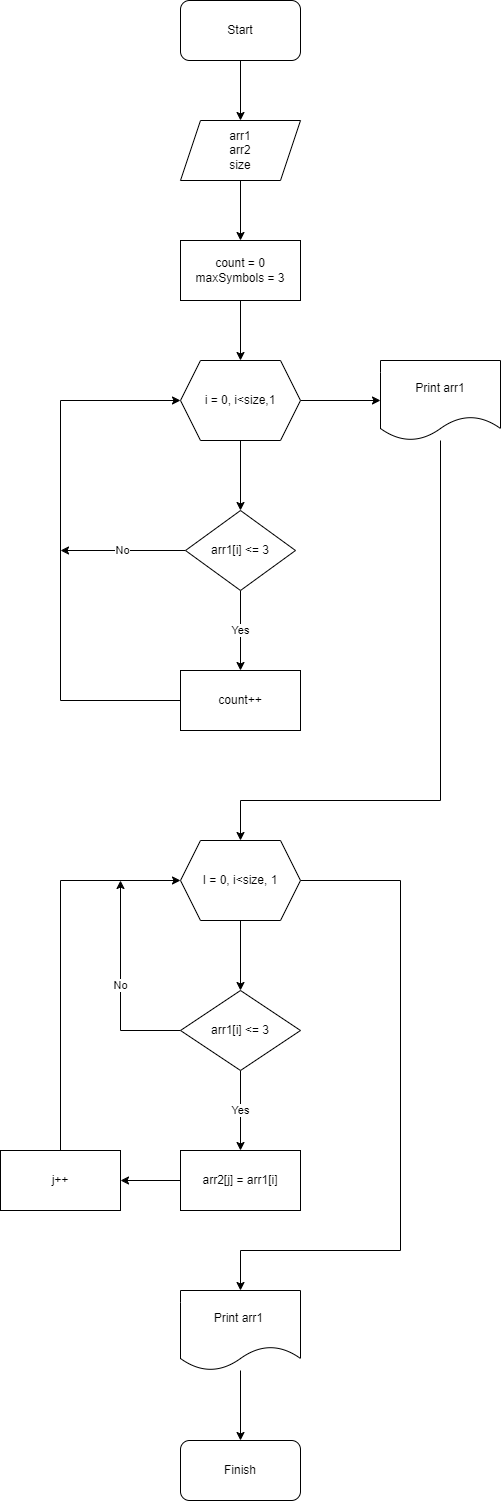 Start
arr1
arr2
size
count = 0
maxSymbols = 3
i = 0, i<size,1
Print arr1
arr1[i] <= 3
No
Yes
count++
I = 0, i<size, 1
No
arr1[i] <= 3
Yes
j++
arr2[j] = arr1[i]
Print arr1
Finish